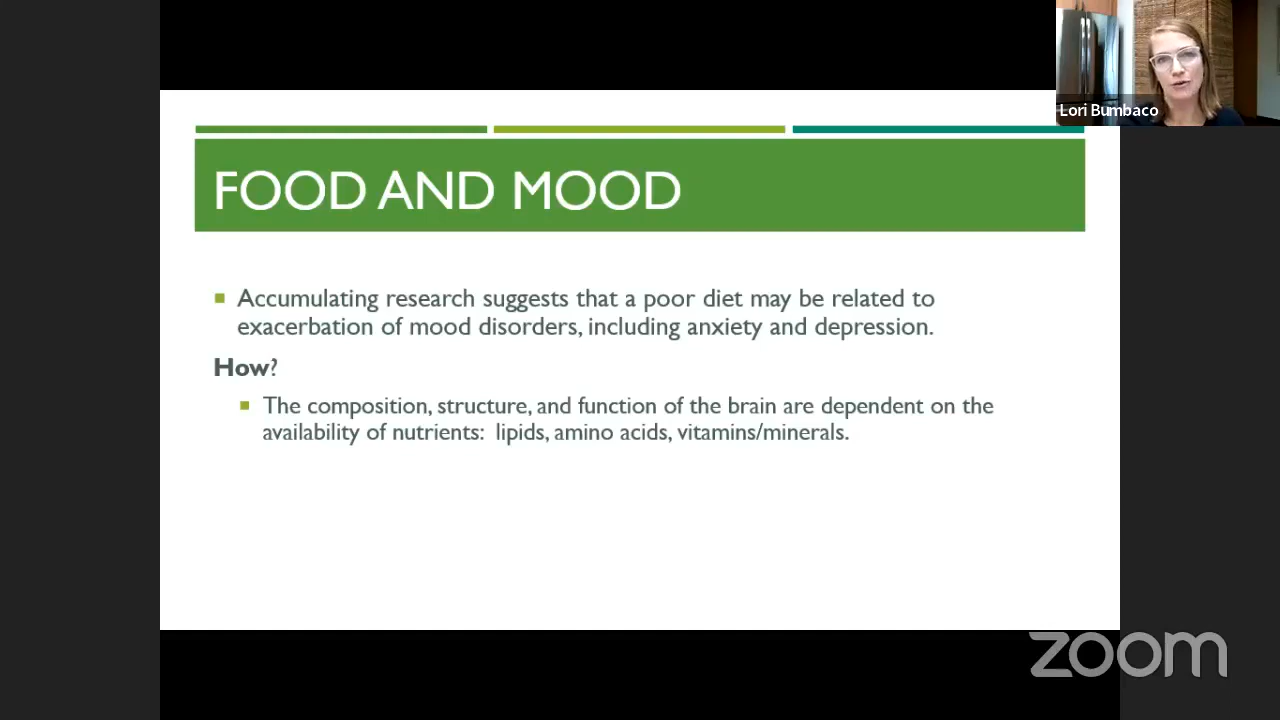 Lori Bumbaco
FOOD AND MOOD
Accumulating research suggests that a poor diet may be related to
exacerbation of mood disorders, including anxiety and depression.
How?
The composition, structure, and function of the brain are dependent on the
availability of nutrients: lipids, amino acids, vitamins/minerals.
zoom